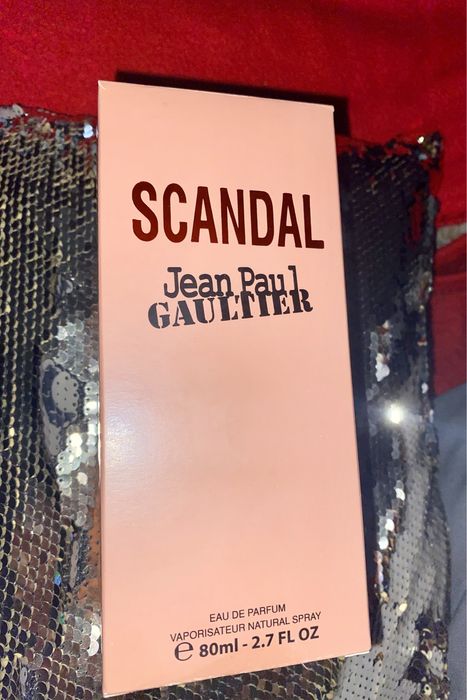 SCANDAL
Jean Paul
GAULTIER
EAU DE PARFUM
VAPORISATEUR NATURAL SPRAY
℮ 80ml - 2.7 FL OZ